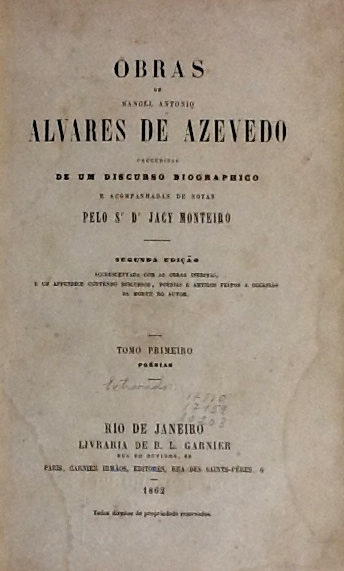 OBRAS
DE
MANOEL ANTONIO
ALVARES DE AZEVEDO
PRECEDIDAS
DE UM DISCURSO BIOGRAPHICO
E ACOMPANHADAS DE NOTAS
PELO Sr Dr JACY MONTEIRO
SEGUNDA EDIÇÃO
ACCRESCENTADA COM AS OBRAS INEDITAS,
E UM APPENDICE CONTENDO DISCURSOS, POESIAS E ARTIGOS FEITOS A OCCASIÃO
DA MORTE DO AUTOR.
TOMO PRIMEIRO
POESIAS
RIO DE JANEIRO
LIVRARIA DE B. L. GARNIER
RUA DO OUVIDOR, 69
PARIS, GARNIER IRMÃOS, EDITORES, RUA DES SAINTS-PÈRES, 6
1862
Todos direitos de propriedade reservados.